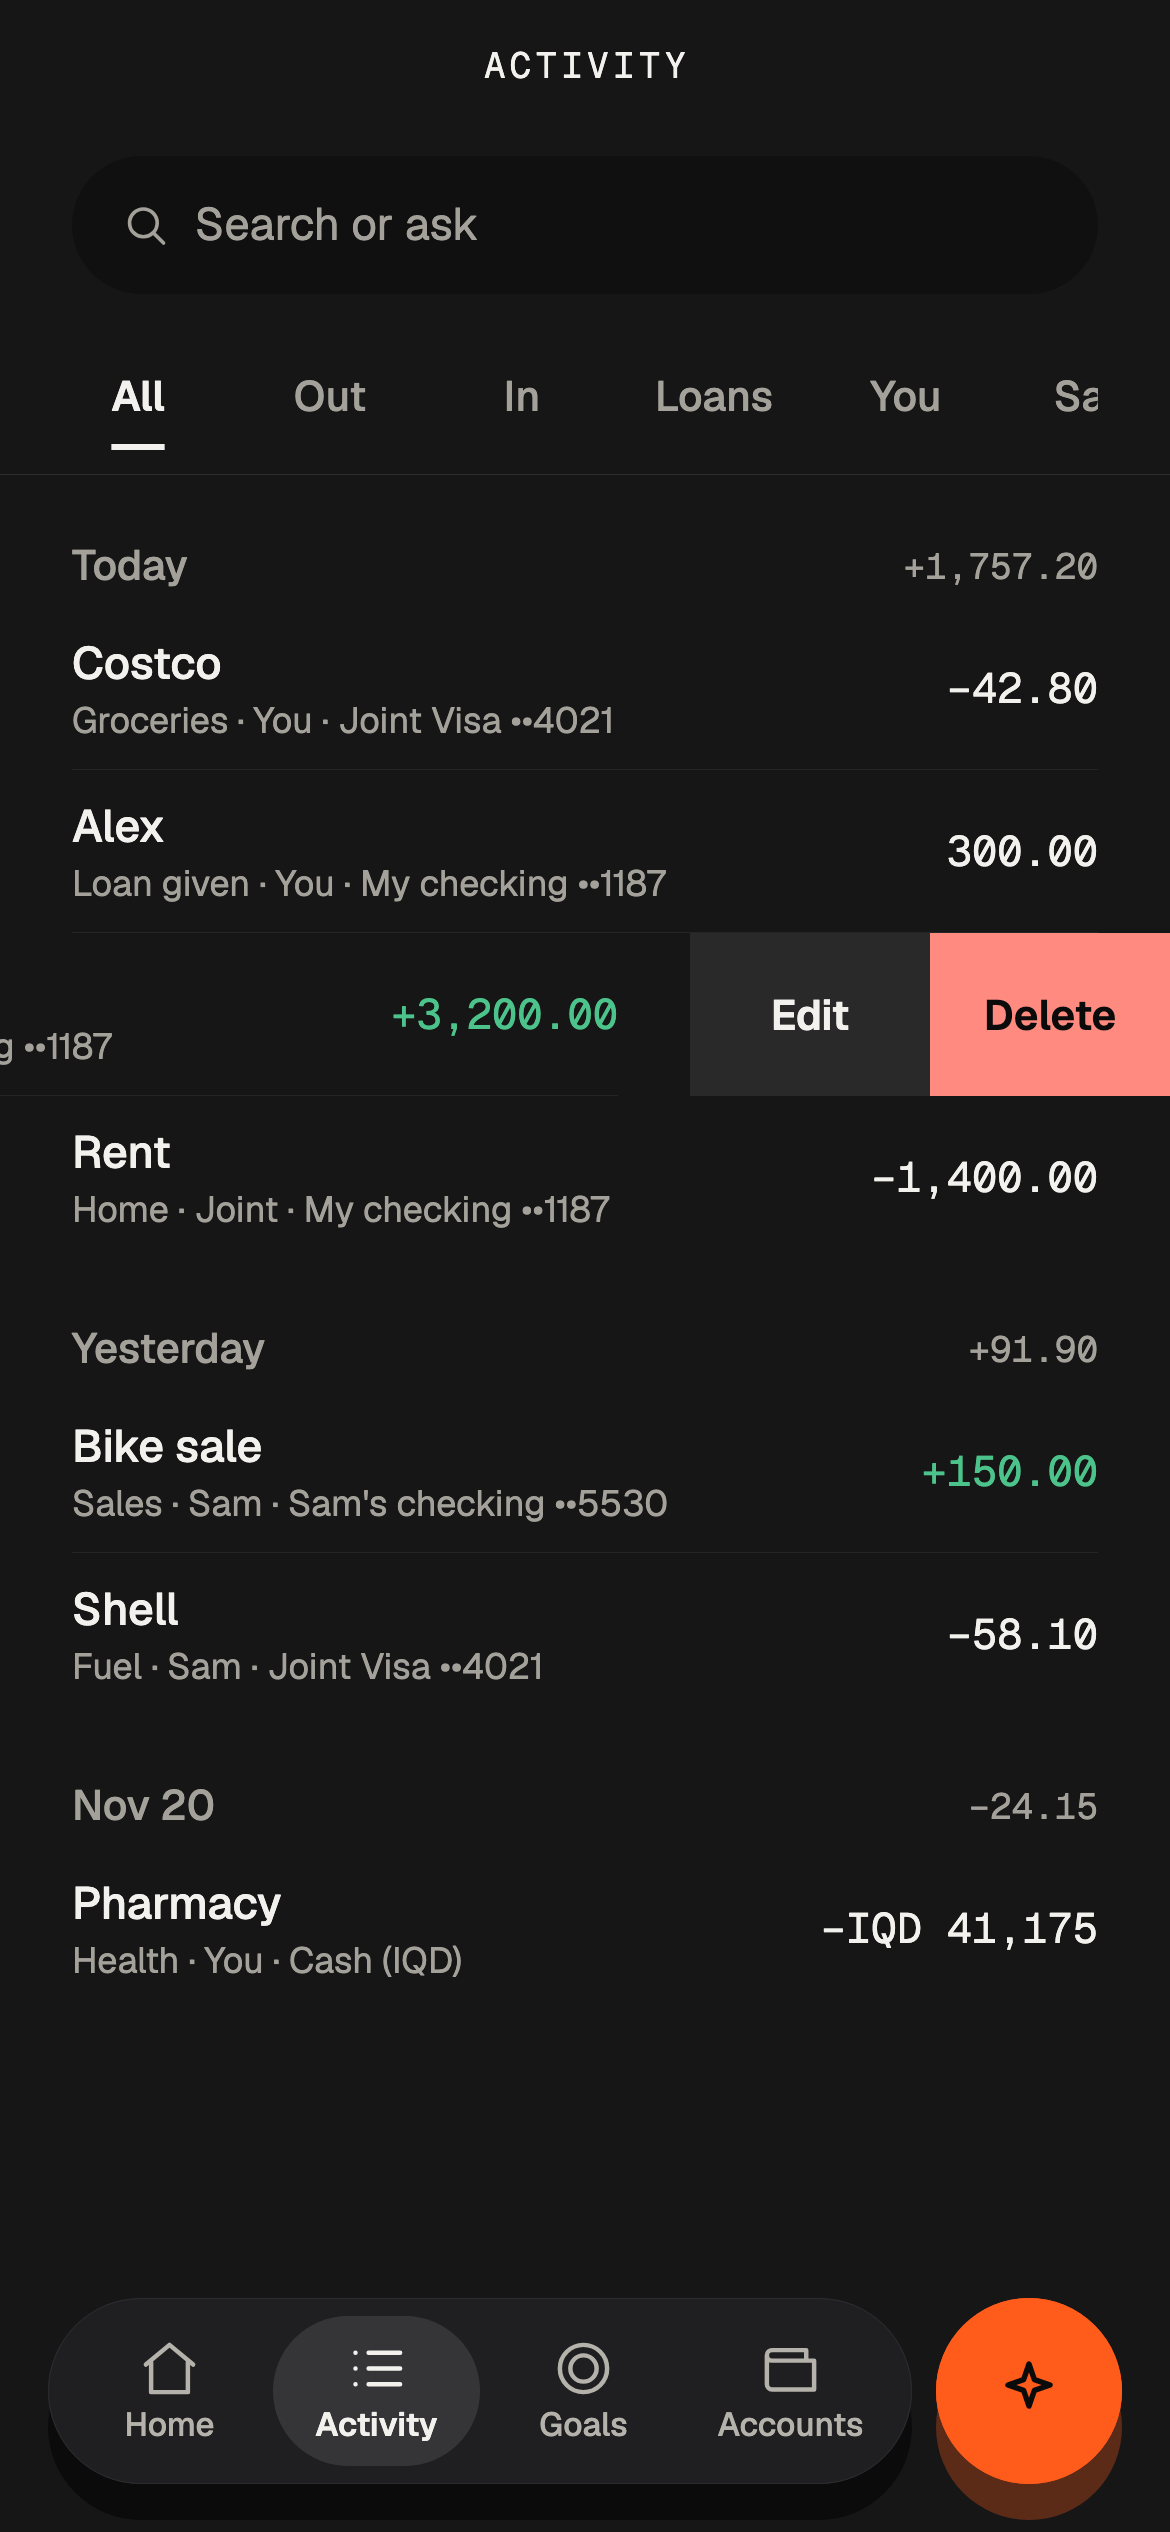 ACTIVITY
Search or ask
All Out In Loans You Sa
Today +1,757.20
Costco
−42.80
Groceries · You · Joint Visa ••4021
Alex
300.00
Loan given · You · My checking ••1187
+3,200.00 Edit Delete
g ••1187
Rent
−1,400.00
Home · Joint · My checking ••1187
Yesterday +91.90
Bike sale
+150.00
Sales · Sam · Sam's checking ••5530
Shell
−58.10
Fuel · Sam · Joint Visa ••4021
Nov 20 −24.15
Pharmacy
−IQD 41,175
Health · You · Cash (IQD)
Home Activity Goals Accounts